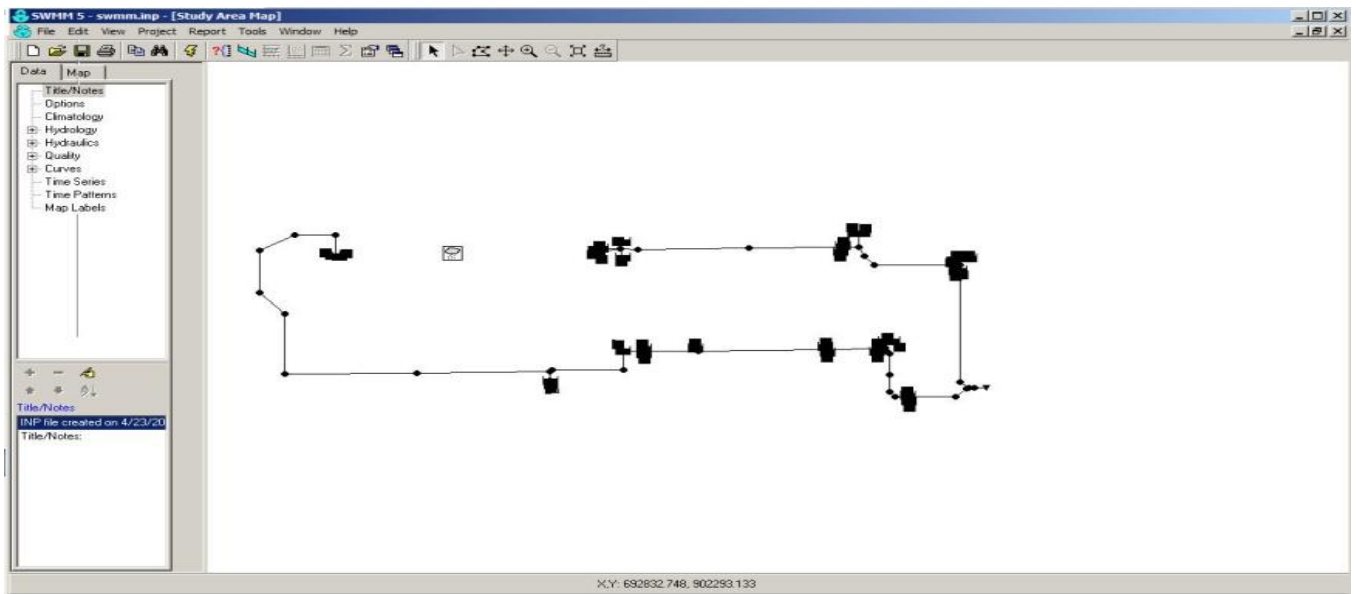 SWMM 5 - swmm.inp - [Study Area Map]
File Edit View Project Report Tools Window Help
Data Map
Title/Notes
Options
Climatology
Hydrology
Hydraulics
Quality
Curves
Time Series
Time Patterns
Map Labels
Title/Notes
INP file created on 4/23/20
Title/Notes:
X,Y: 692832.748, 902293.133